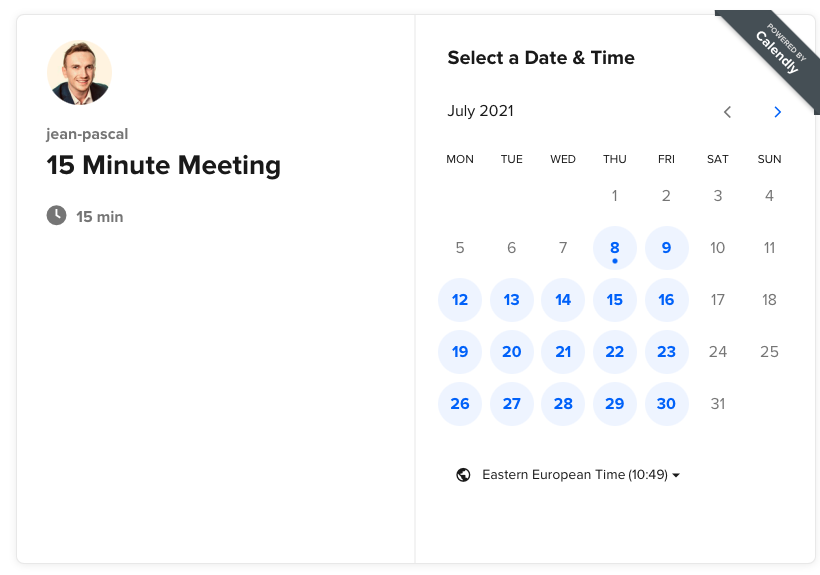 jean-pascal
15 Minute Meeting
15 min
Select a Date & Time
POWERED BY
Calendly
July 2021
MON TUE WED THU FRI SAT SUN
1 2 3 4
5 6 7 8 9 10 11
12 13 14 15 16 17 18
19 20 21 22 23 24 25
26 27 28 29 30 31
Eastern European Time (10:49)